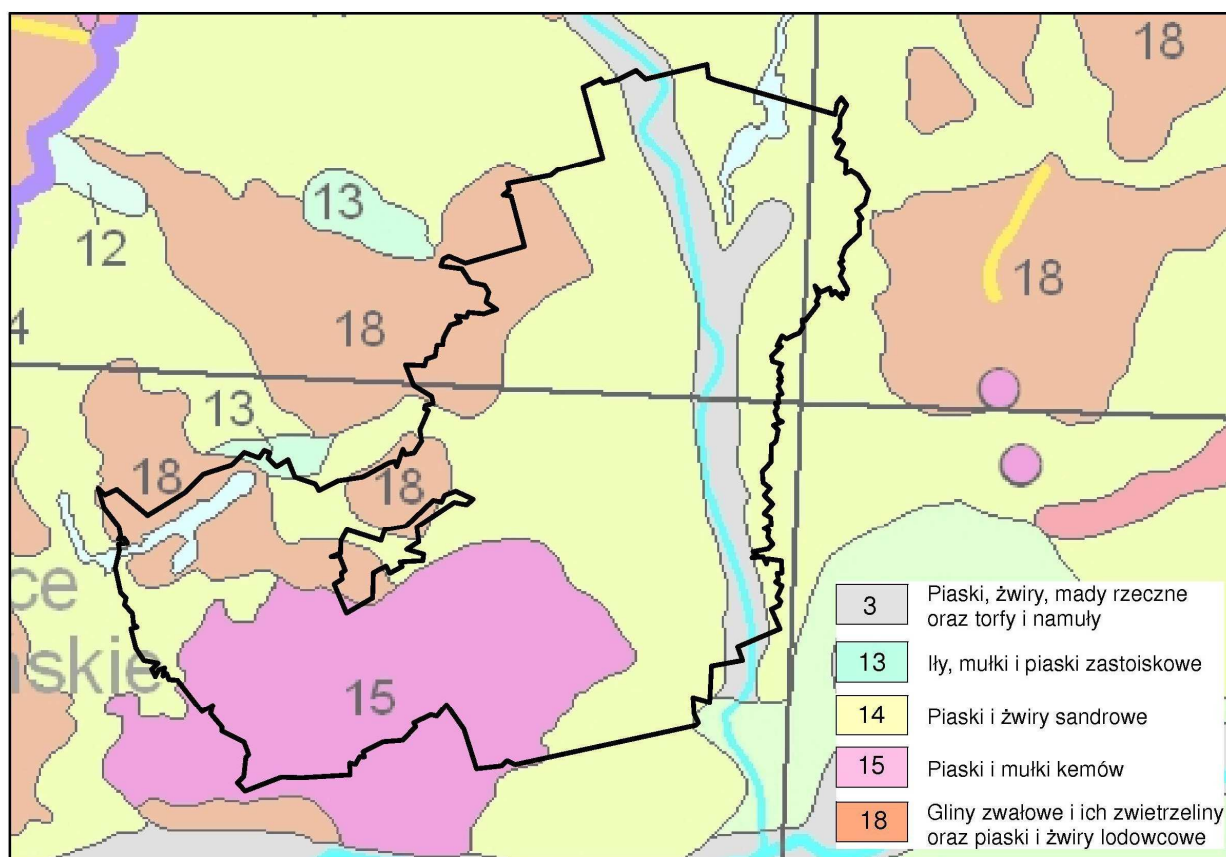 18
18
13
12
18
4
13
18
18
ce
nskie
15
3 Piaski, żwiry, mady rzeczne
oraz torfy i namuły
13 Iły, mułki i piaski zastoiskowe
14 Piaski i żwiry sandrowe
15 Piaski i mułki kemów
18 Gliny zwałowe i ich zwietrzeliny
oraz piaski i żwiry lodowcowe